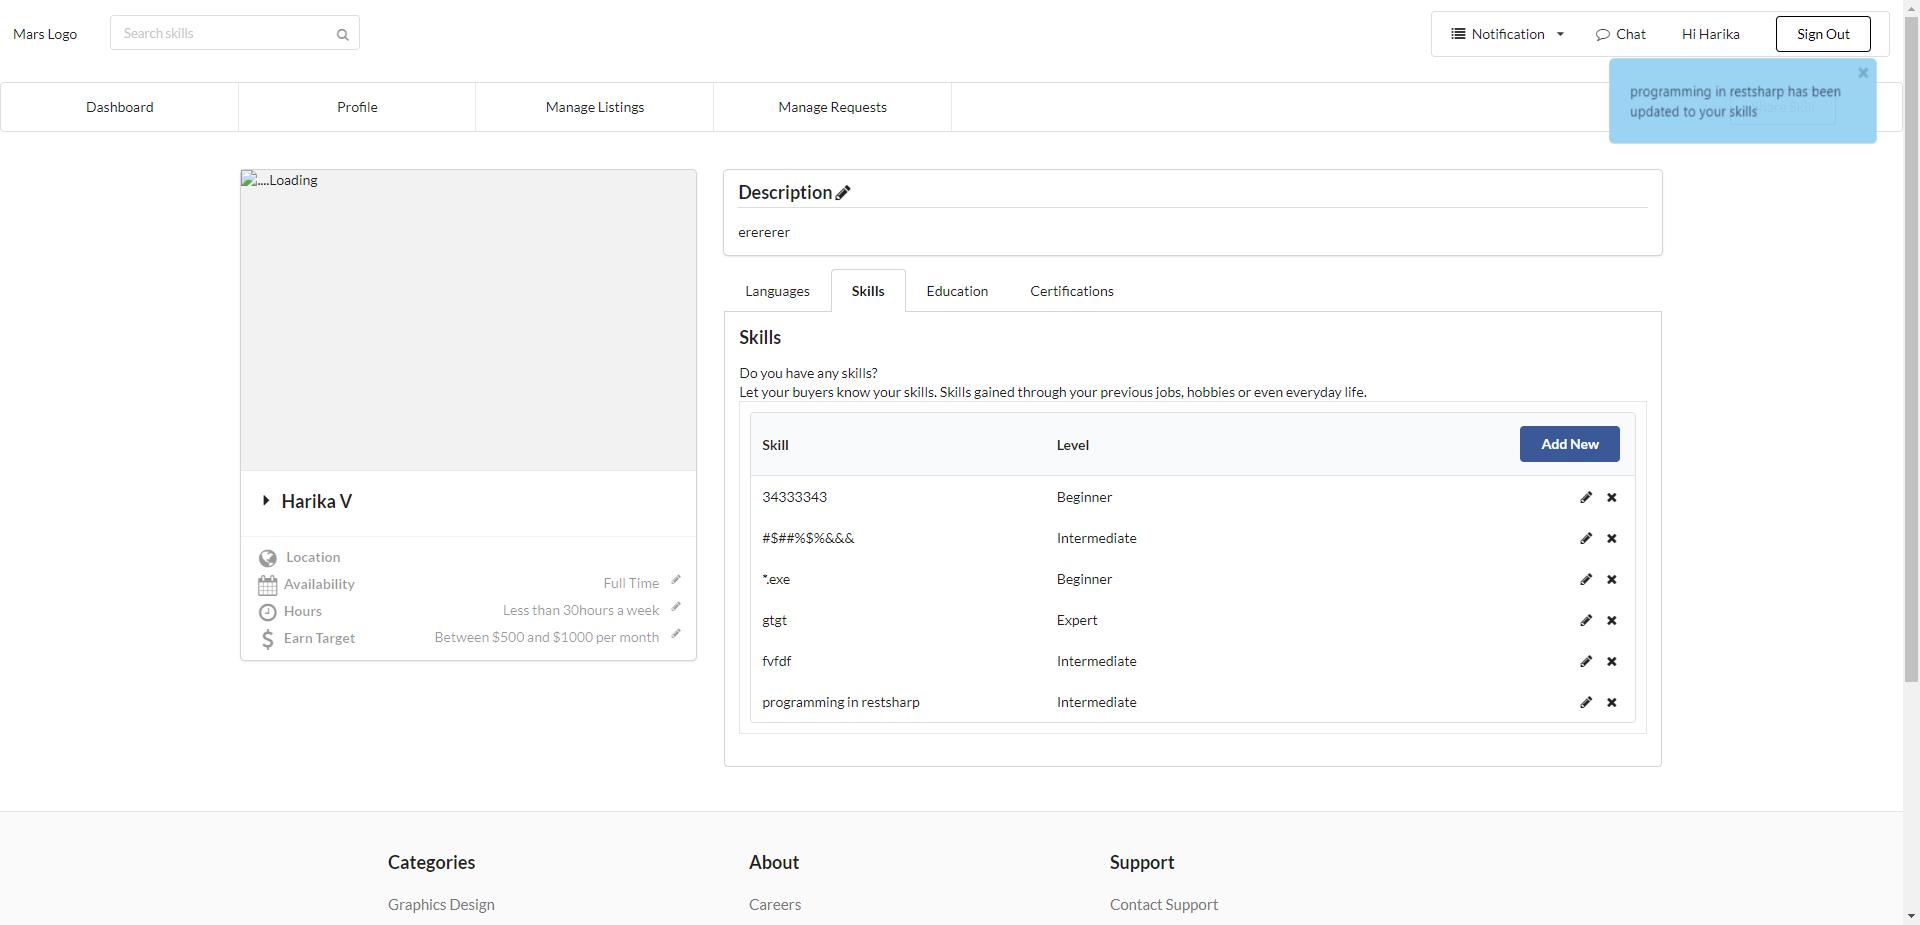 Mars Logo
Search skills
Notification
Chat
Hi Harika
Sign Out
programming in restsharp has been
updated to your skills
Dashboard
Profile
Manage Listings
Manage Requests
....Loading
Harika V
Location
Availability
Full Time
Hours
Less than 30hours a week
Earn Target
Between $500 and $1000 per month
Description
erererer
Languages
Skills
Education
Certifications
Skills
Do you have any skills?
Let your buyers know your skills. Skills gained through your previous jobs, hobbies or even everyday life.
Skill
Level
Add New
34333343
Beginner
#$##%$%&&&
Intermediate
*.exe
Beginner
gtgt
Expert
fvfdf
Intermediate
programming in restsharp
Intermediate
Categories
About
Support
Graphics Design
Careers
Contact Support